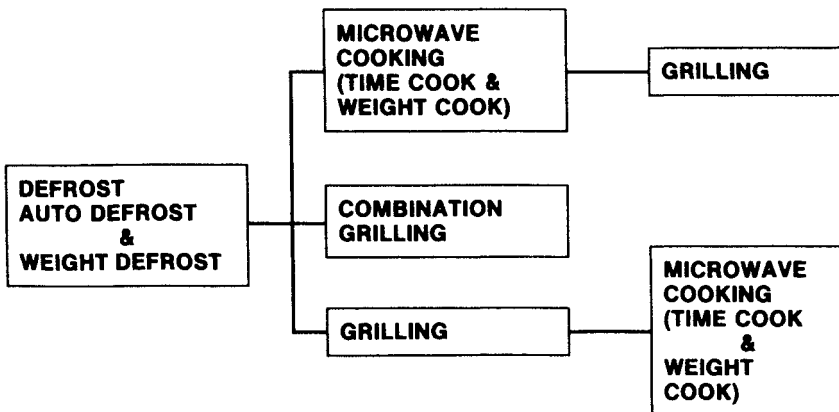 MICROWAVE
COOKING
(TIME COOK &
WEIGHT COOK)
GRILLING
DEFROST
AUTO DEFROST
&
WEIGHT DEFROST
COMBINATION
GRILLING
GRILLING
MICROWAVE
COOKING
(TIME COOK
&
WEIGHT
COOK)